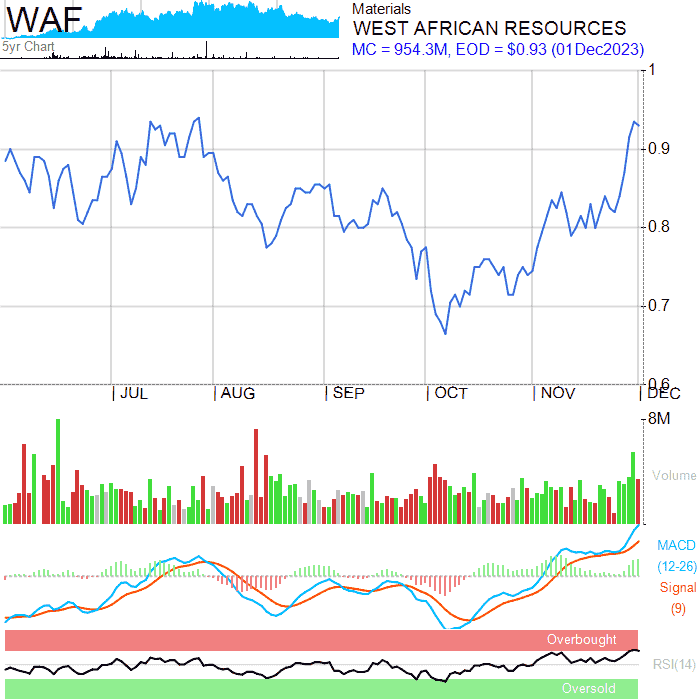 WAF
5yr Chart
Materials
WEST AFRICAN RESOURCES
MC = 954.3M, EOD = $0.93 (01Dec2023)
1
0.9
0.8
0.7
0.6
JUL AUG SEP OCT NOV DEC
8M
Volume
MACD
(12-26)
Signal
(9)
Overbought
RSI(14)
Oversold